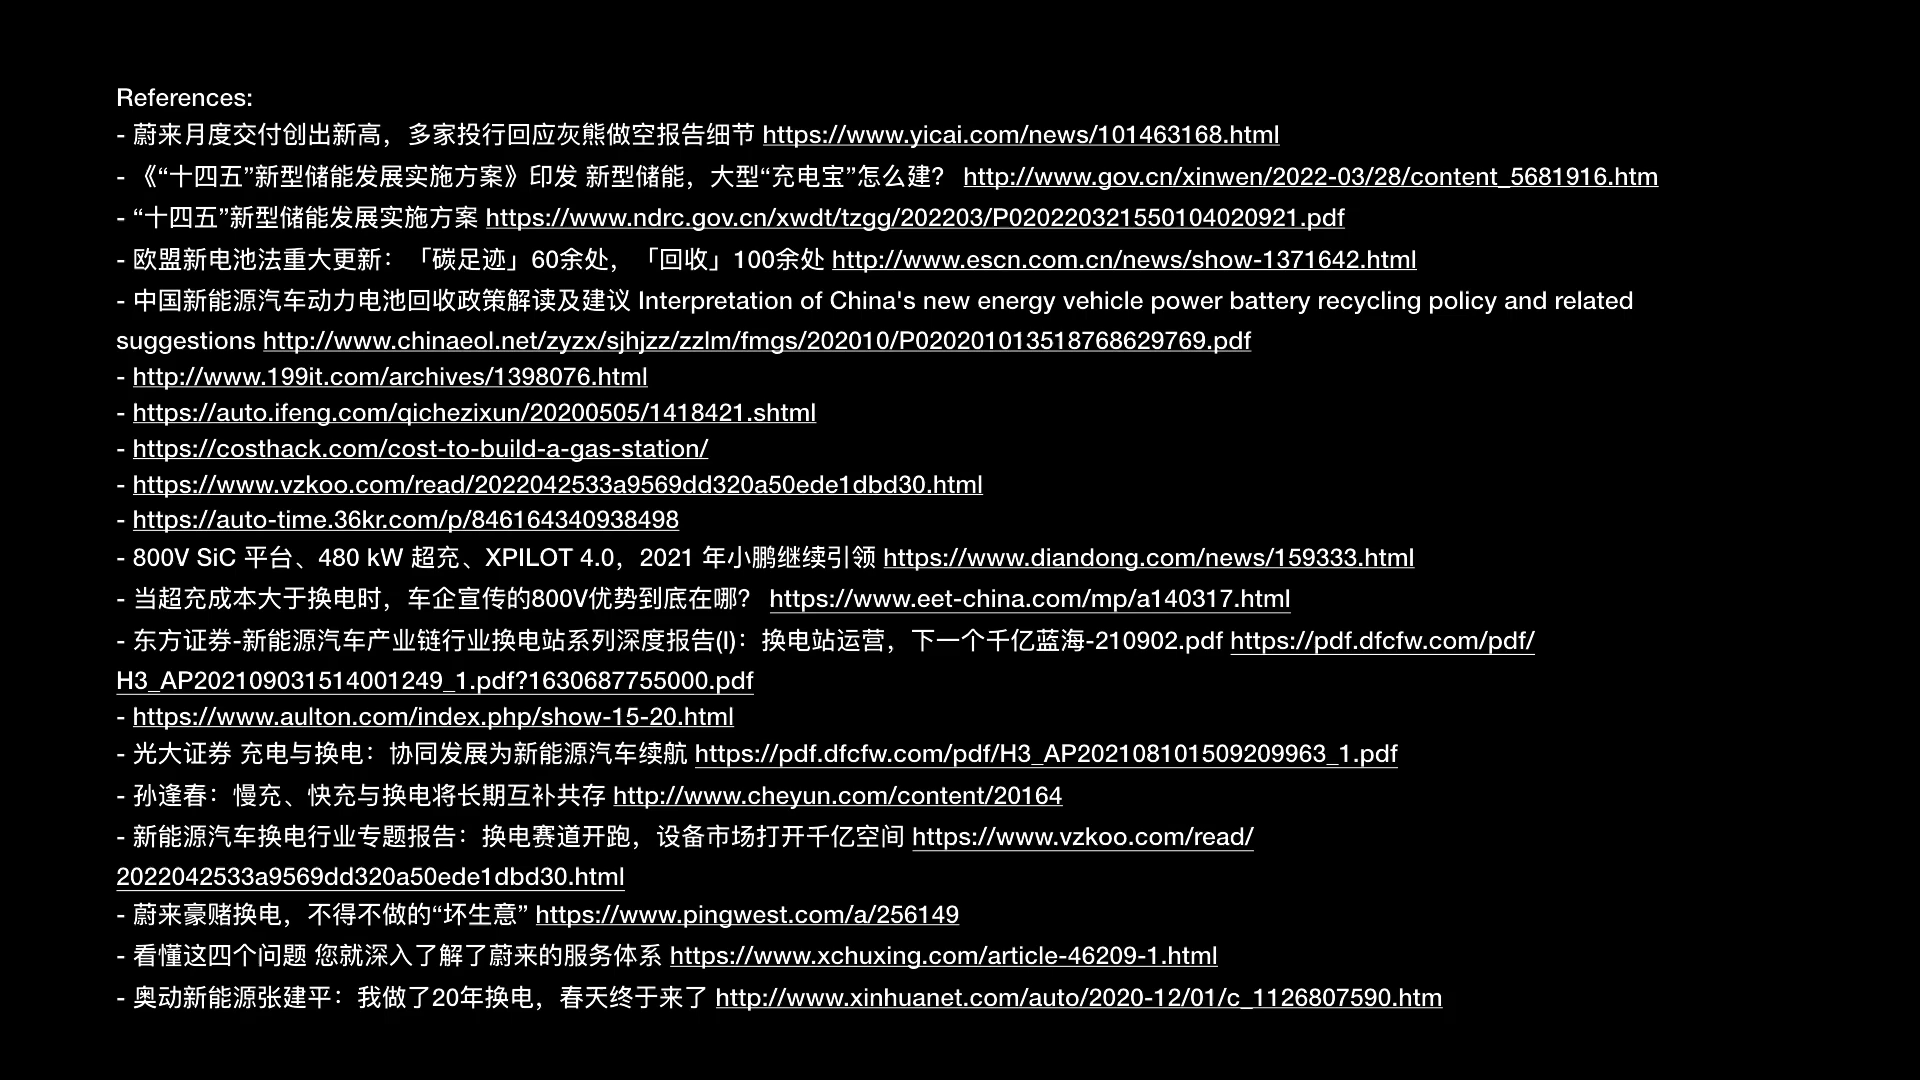 References:
- 蔚来月度交付创出新高，多家投行回应灰熊做空报告细节 https://www.yicai.com/news/101463168.html
- 《“十四五”新型储能发展实施方案》印发 新型储能，大型“充电宝”怎么建？ http://www.gov.cn/xinwen/2022-03/28/content_5681916.htm
- “十四五”新型储能发展实施方案 https://www.ndrc.gov.cn/xwdt/tzgg/202203/P020220321550104020921.pdf
- 欧盟新电池法重大更新：「碳足迹」60余处，「回收」100余处 http://www.escn.com.cn/news/show-1371642.html
- 中国新能源汽车动力电池回收政策解读及建议 Interpretation of China's new energy vehicle power battery recycling policy and related
suggestions http://www.chinaeol.net/zyzx/sjhjzz/zzlm/fmgs/202010/P020201013518768629769.pdf
- http://www.199it.com/archives/1398076.html
- https://auto.ifeng.com/qichezixun/20200505/1418421.shtml
- https://costhack.com/cost-to-build-a-gas-station/
- https://www.vzkoo.com/read/2022042533a9569dd320a50ede1dbd30.html
- https://auto-time.36kr.com/p/846164340938498
- 800V SiC 平台、480 kW 超充、XPILOT 4.0，2021 年小鹏继续引领 https://www.diandong.com/news/159333.html
- 当超充成本大于换电时，车企宣传的800V优势到底在哪？ https://www.eet-china.com/mp/a140317.html
- 东方证券-新能源汽车产业链行业换电站系列深度报告(I)：换电站运营，下一个千亿蓝海-210902.pdf https://pdf.dfcfw.com/pdf/
H3_AP202109031514001249_1.pdf?1630687755000.pdf
- https://www.aulton.com/index.php/show-15-20.html
- 光大证券 充电与换电：协同发展为新能源汽车续航 https://pdf.dfcfw.com/pdf/H3_AP202108101509209963_1.pdf
- 孙逢春：慢充、快充与换电将长期互补共存 http://www.cheyun.com/content/20164
- 新能源汽车换电行业专题报告：换电赛道开跑，设备市场打开千亿空间 https://www.vzkoo.com/read/
2022042533a9569dd320a50ede1dbd30.html
- 蔚来豪赌换电，不得不做的“坏生意” https://www.pingwest.com/a/256149
- 看懂这四个问题 您就深入了解了蔚来的服务体系 https://www.xchuxing.com/article-46209-1.html
- 奥动新能源张建平：我做了20年换电，春天终于来了 http://www.xinhuanet.com/auto/2020-12/01/c_1126807590.htm